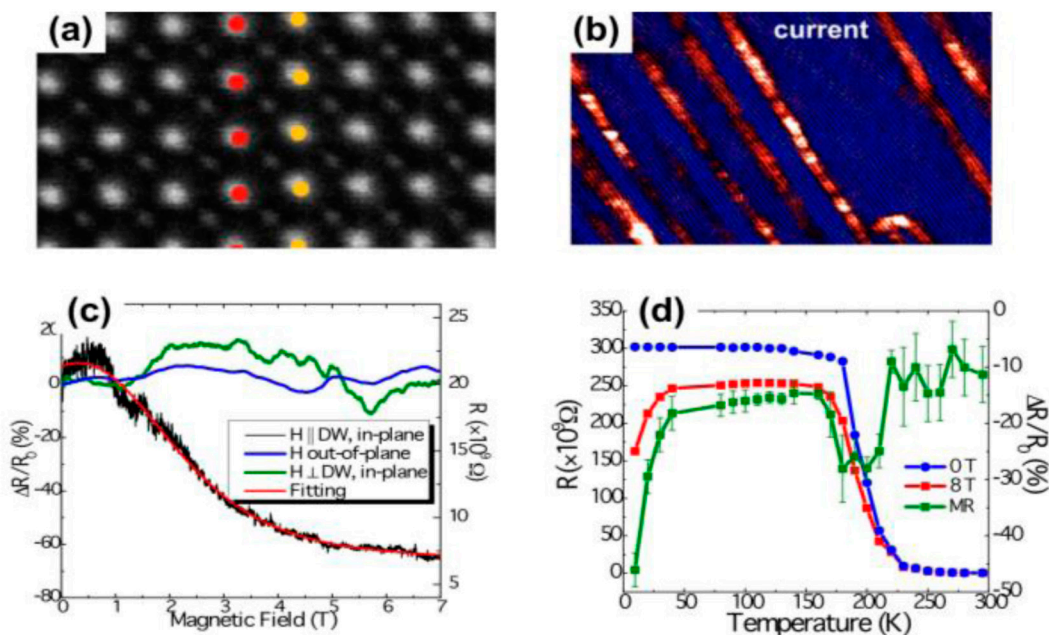 (a)
(b)
current
(c)
20
0
-20
-40
-60
-80
ΔR/R₀ (%)
25
20
15
10
5
R (×10⁹ Ω)
H || DW, in-plane
H out-of-plane
H ⊥ DW, in-plane
Fitting
0 1 2 3 4 5 6 7
Magnetic Field (T)
(d)
350
300
250
200
150
100
50
0
R(×10⁹Ω)
0
-10
-20
-30
-40
-50
ΔR/R₀ (%)
0T
8T
MR
0 50 100 150 200 250 300
Temperature (K)